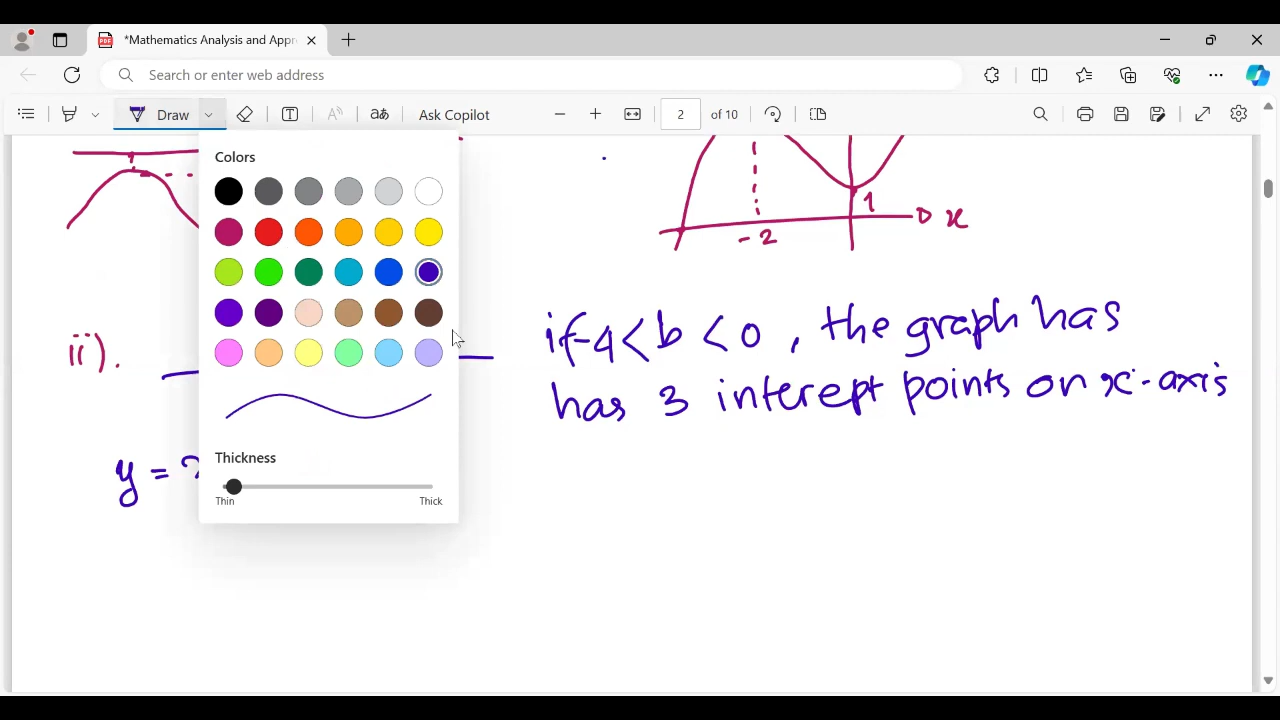 *Mathematics Analysis and Appr
Search or enter web address
Draw
Ask Copilot
2 of 10
Colors
Thickness
Thin Thick
1
x
-2
ii).
y =
if -4 < b < 0, the graph has
has 3 interept points on x-axis